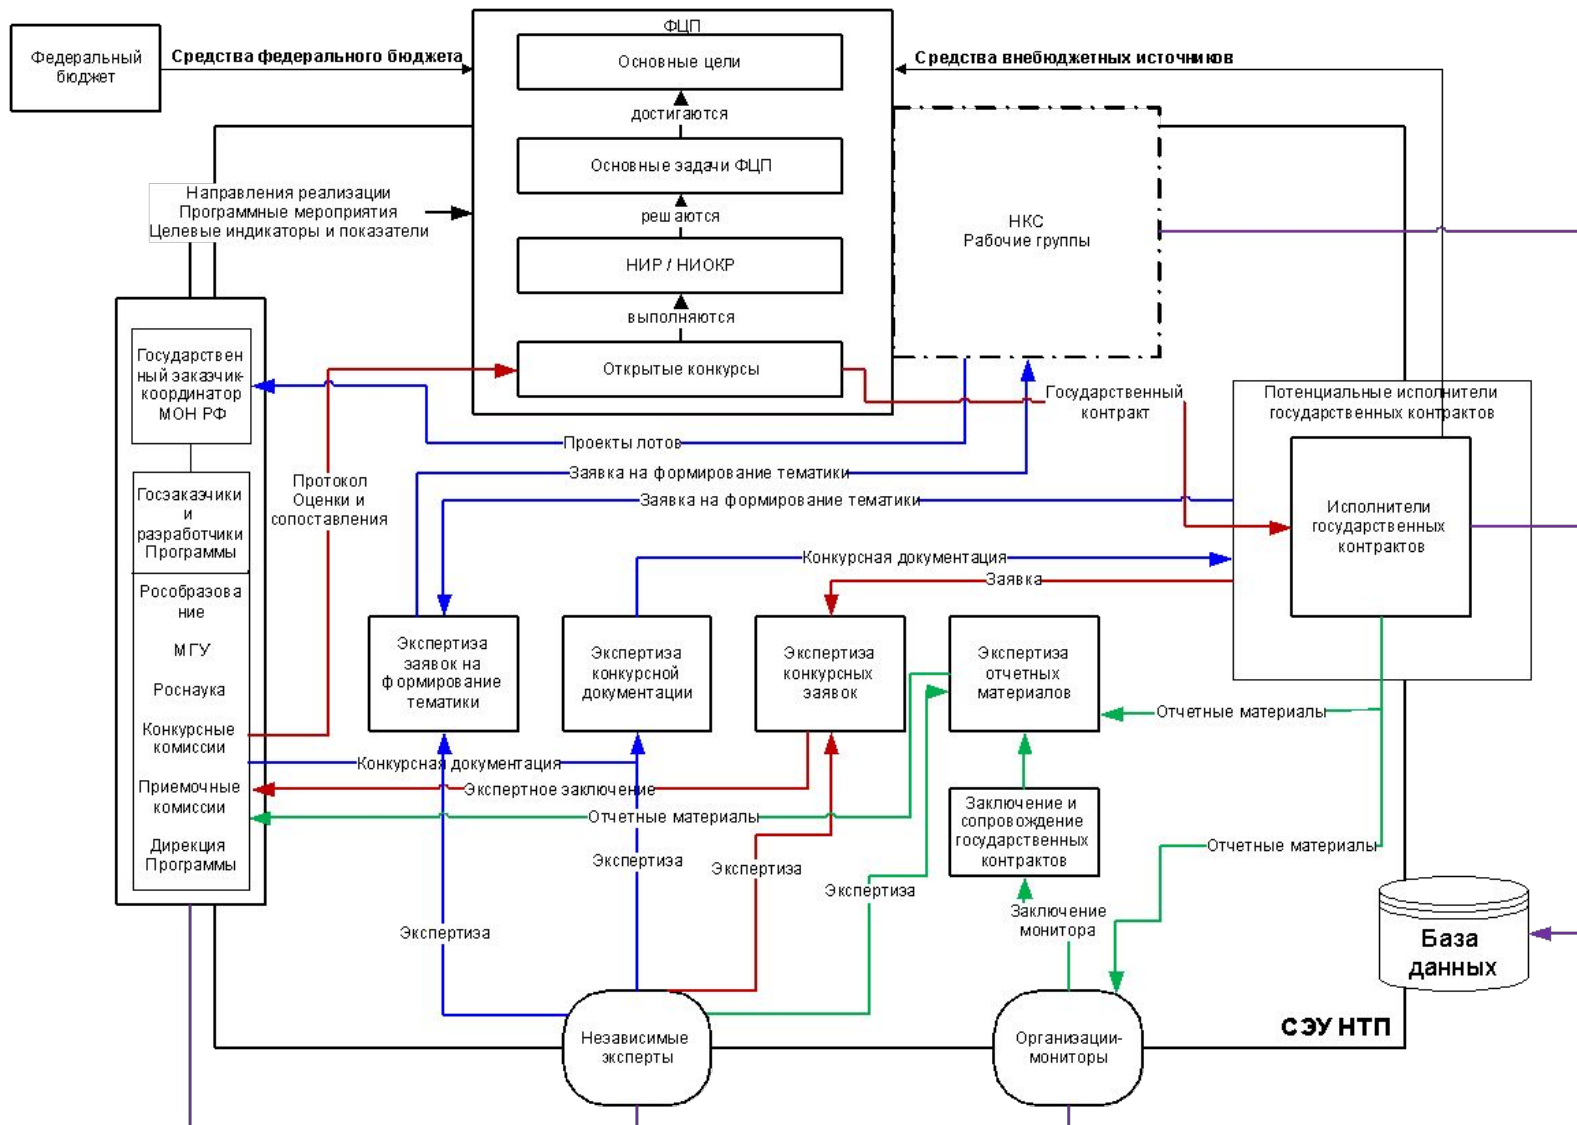 ФЦП
Федеральный
бюджет
Средства федерального бюджета
Основные цели
Средства внебюджетных источников
достигаются
Основные задачи ФЦП
Направления реализации
Программные мероприятия
Целевые индикаторы и показатели
решаются
НКС
Рабочие группы
НИР / НИОКР
выполняются
Открытые конкурсы
Государствен
ный заказчик-
координатор
МОН РФ
Государственный
контракт
Потенциальные исполнители
государственных контрактов
Проекты лотов
Заявка на формирование тематики
Заявка на формирование тематики
Протокол
Оценки и
сопоставления
Госзаказчики
и
разработчики
Программы
Исполнители
государственных
контрактов
Конкурсная документация
Заявка
Рособразова
ние
МГУ
Роснаука
Конкурсные
комиссии
Приемочные
комиссии
Дирекция
Программы
Экспертиза
заявок на
формирование
тематики
Экспертиза
конкурсной
документации
Экспертиза
конкурсных
заявок
Экспертиза
отчетных
материалов
Отчетные материалы
Конкурсная документация
Экспертное заключение
Отчетные материалы
Заключение и
сопровождение
государственных
контрактов
Отчетные материалы
Экспертиза
Экспертиза
Экспертиза
Экспертиза
Заключение
монитора
База
данных
СЭУ НТП
Независимые
эксперты
Организации-
мониторы